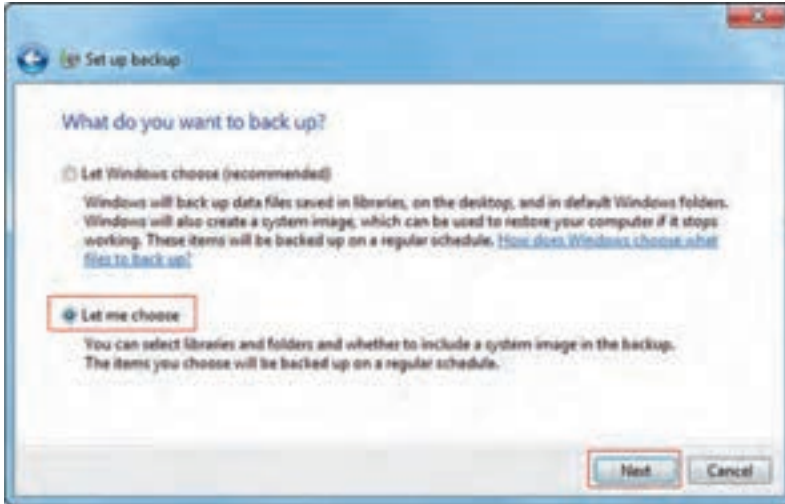 Set up backup
What do you want to back up?
Let Windows choose (recommended)
Windows will back up data files saved in libraries, on the desktop, and in default Windows folders.
Windows will also create a system image, which can be used to restore your computer if it stops
working. These items will be backed up on a regular schedule. How does Windows choose what
files to back up?
Let me choose
You can select libraries and folders and whether to include a system image in the backup.
The items you choose will be backed up on a regular schedule.
Next Cancel